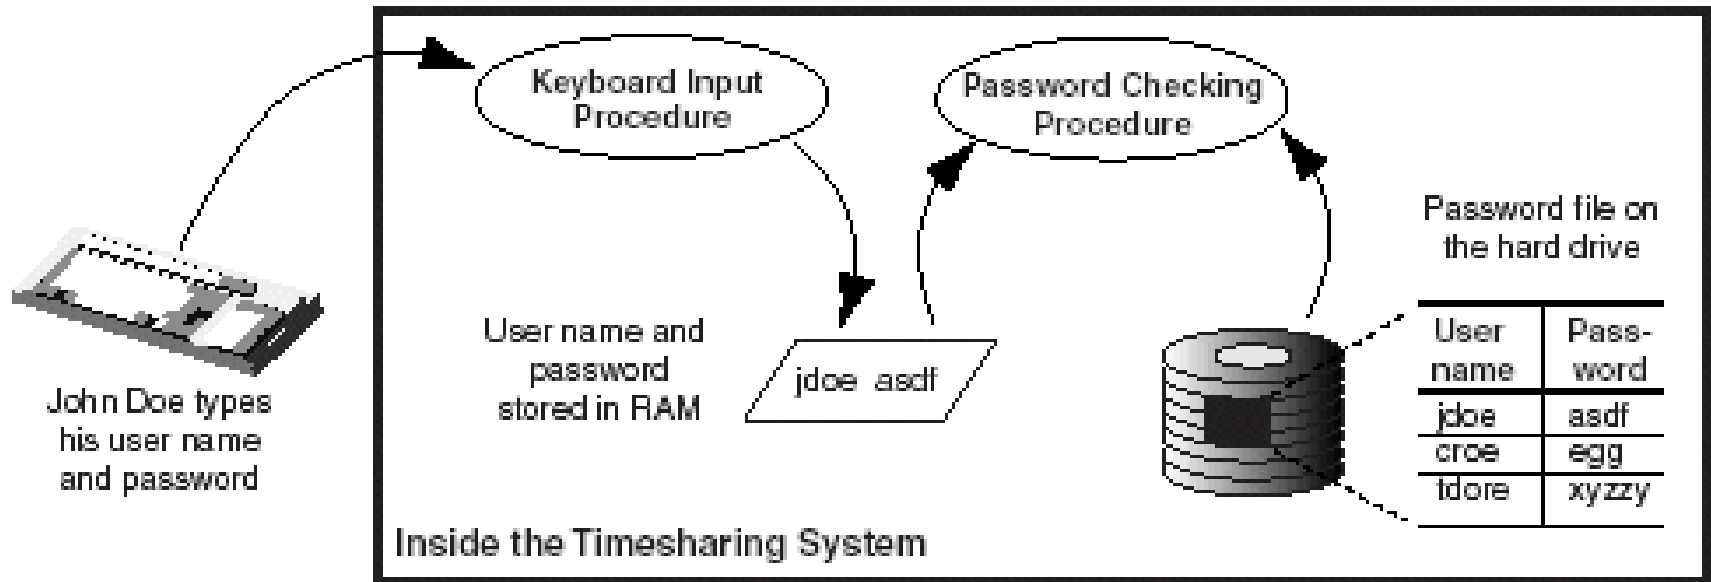 Keyboard Input
Procedure
Password Checking
Procedure
Password file on
the hard drive
John Doe types
his user name
and password
User name and
password
stored in RAM
jdoe asdf
User name Pass-word
jdoe asdf
croe egg
tdore xyzzy
Inside the Timesharing System